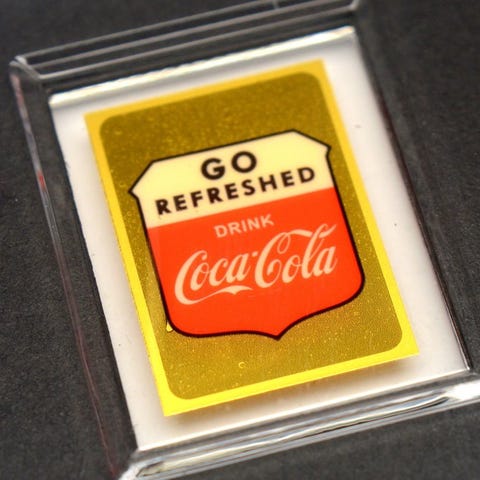 GO
REFRESHED
DRINK
Coca-Cola